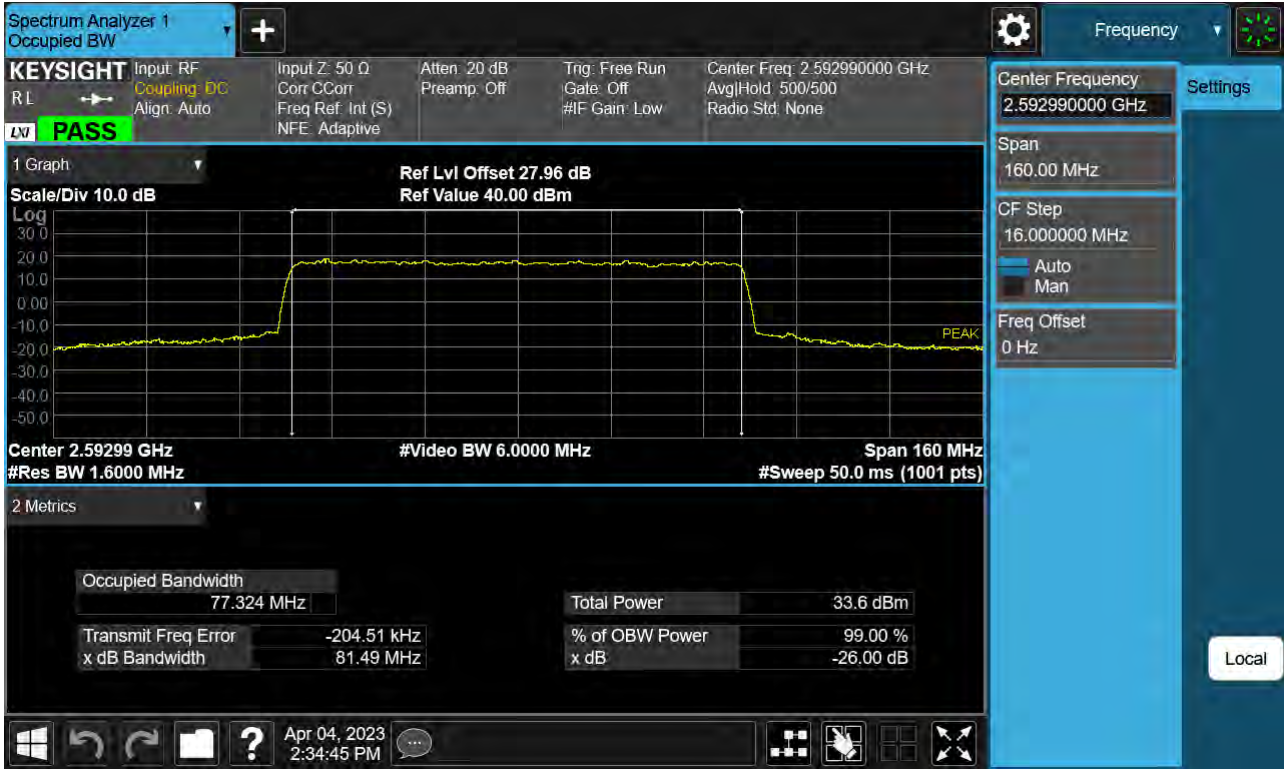 Spectrum Analyzer 1
Occupied BW
Frequency
KEYSIGHT
RL
LXI
PASS
Input: RF
Coupling: DC
Align: Auto
Input Z: 50 Ω
Corr CCorr
Freq Ref: Int (S)
NFE: Adaptive
Atten: 20 dB
Preamp: Off
Trig: Free Run
Gate: Off
#IF Gain: Low
Center Freq: 2.592990000 GHz
Avg|Hold: 500/500
Radio Std: None
Center Frequency
2.592990000 GHz
Settings
Span
160.00 MHz
CF Step
16.000000 MHz
Auto
Man
Freq Offset
0 Hz
1 Graph
Scale/Div 10.0 dB
Ref Lvl Offset 27.96 dB
Ref Value 40.00 dBm
Log
30.0
20.0
10.0
0.00
-10.0
-20.0
-30.0
-40.0
-50.0
PEAK
Center 2.59299 GHz
#Video BW 6.0000 MHz
Span 160 MHz
#Res BW 1.6000 MHz
#Sweep 50.0 ms (1001 pts)
2 Metrics
Occupied Bandwidth
77.324 MHz
Total Power 33.6 dBm
Transmit Freq Error -204.51 kHz
% of OBW Power 99.00 %
x dB Bandwidth 81.49 MHz
x dB -26.00 dB
Local
?
Apr 04, 2023
2:34:45 PM